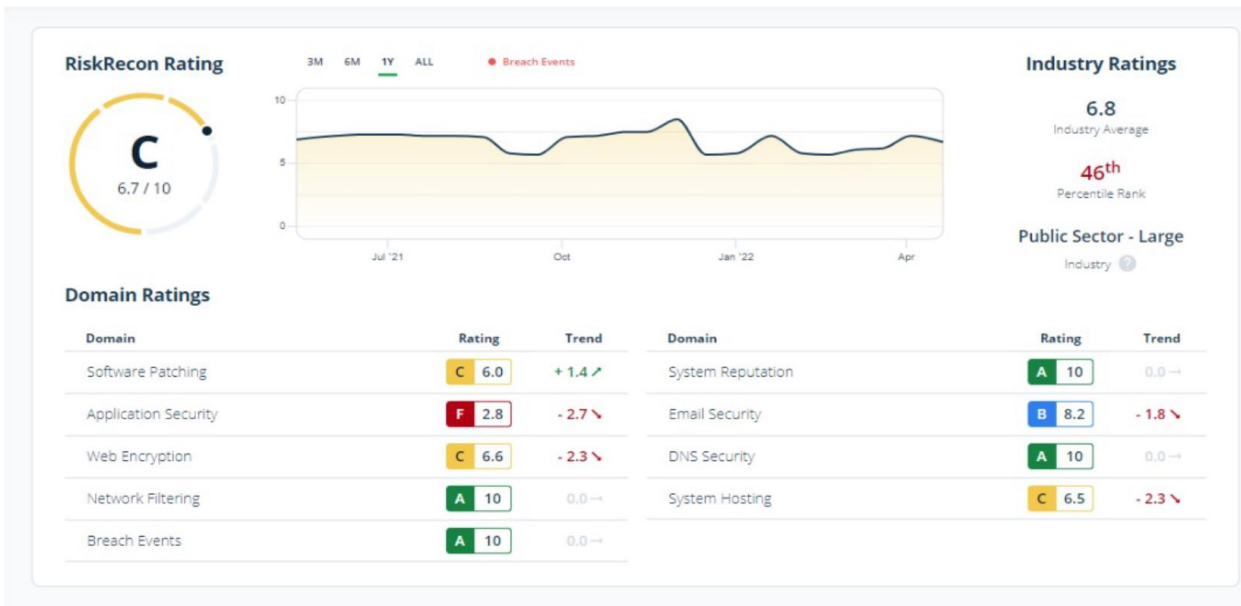 RiskRecon Rating
3M 6M 1Y ALL
Breach Events
Industry Ratings
C
6.7 / 10
10
5
0
Jul '21
Oct
Jan '22
Apr
6.8
Industry Average
46th
Percentile Rank
Public Sector - Large
Industry ?
Domain Ratings
Domain Rating Trend
Software Patching C 6.0 + 1.4 ↗
Application Security F 2.8 - 2.7 ↘
Web Encryption C 6.6 - 2.3 ↘
Network Filtering A 10 0.0 →
Breach Events A 10 0.0 →
Domain Rating Trend
System Reputation A 10 0.0 →
Email Security B 8.2 - 1.8 ↘
DNS Security A 10 0.0 →
System Hosting C 6.5 - 2.3 ↘